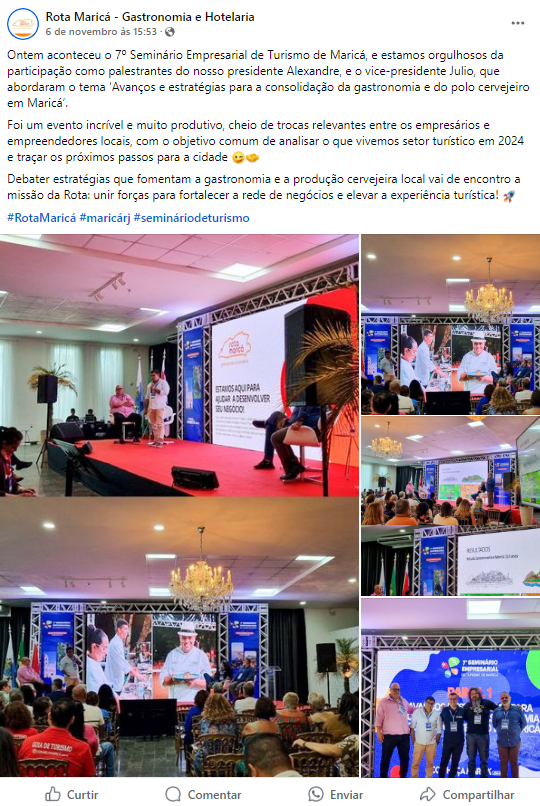 Rota Maricá - Gastronomia e Hotelaria
6 de novembro às 15:53 ·
Ontem aconteceu o 7º Seminário Empresarial de Turismo de Maricá, e estamos orgulhosos da
participação como palestrantes do nosso presidente Alexandre, e o vice-presidente Julio, que
abordaram o tema 'Avanços e estratégias para a consolidação da gastronomia e do polo cervejeiro
em Maricá'.
Foi um evento incrível e muito produtivo, cheio de trocas relevantes entre os empresários e
empreendedores locais, com o objetivo comum de analisar o que vivemos setor turístico em 2024
e traçar os próximos passos para a cidade 😉🤝
Debater estratégias que fomentam a gastronomia e a produção cervejeira local vai de encontro a
missão da Rota: unir forças para fortalecer a rede de negócios e elevar a experiência turística! 🚀
#RotaMaricá #maricárj #semináriodeturismo
rota
maricá
ESTAMOS AQUI PARA
AJUDAR A DESENVOLVER
SEU NEGÓCIO!
RESULTADOS
7º SEMINÁRIO
EMPRESARIAL
DE TURISMO DE MARICÁ
GUIA DE TURISMO
Curtir
Comentar
Enviar
Compartilhar